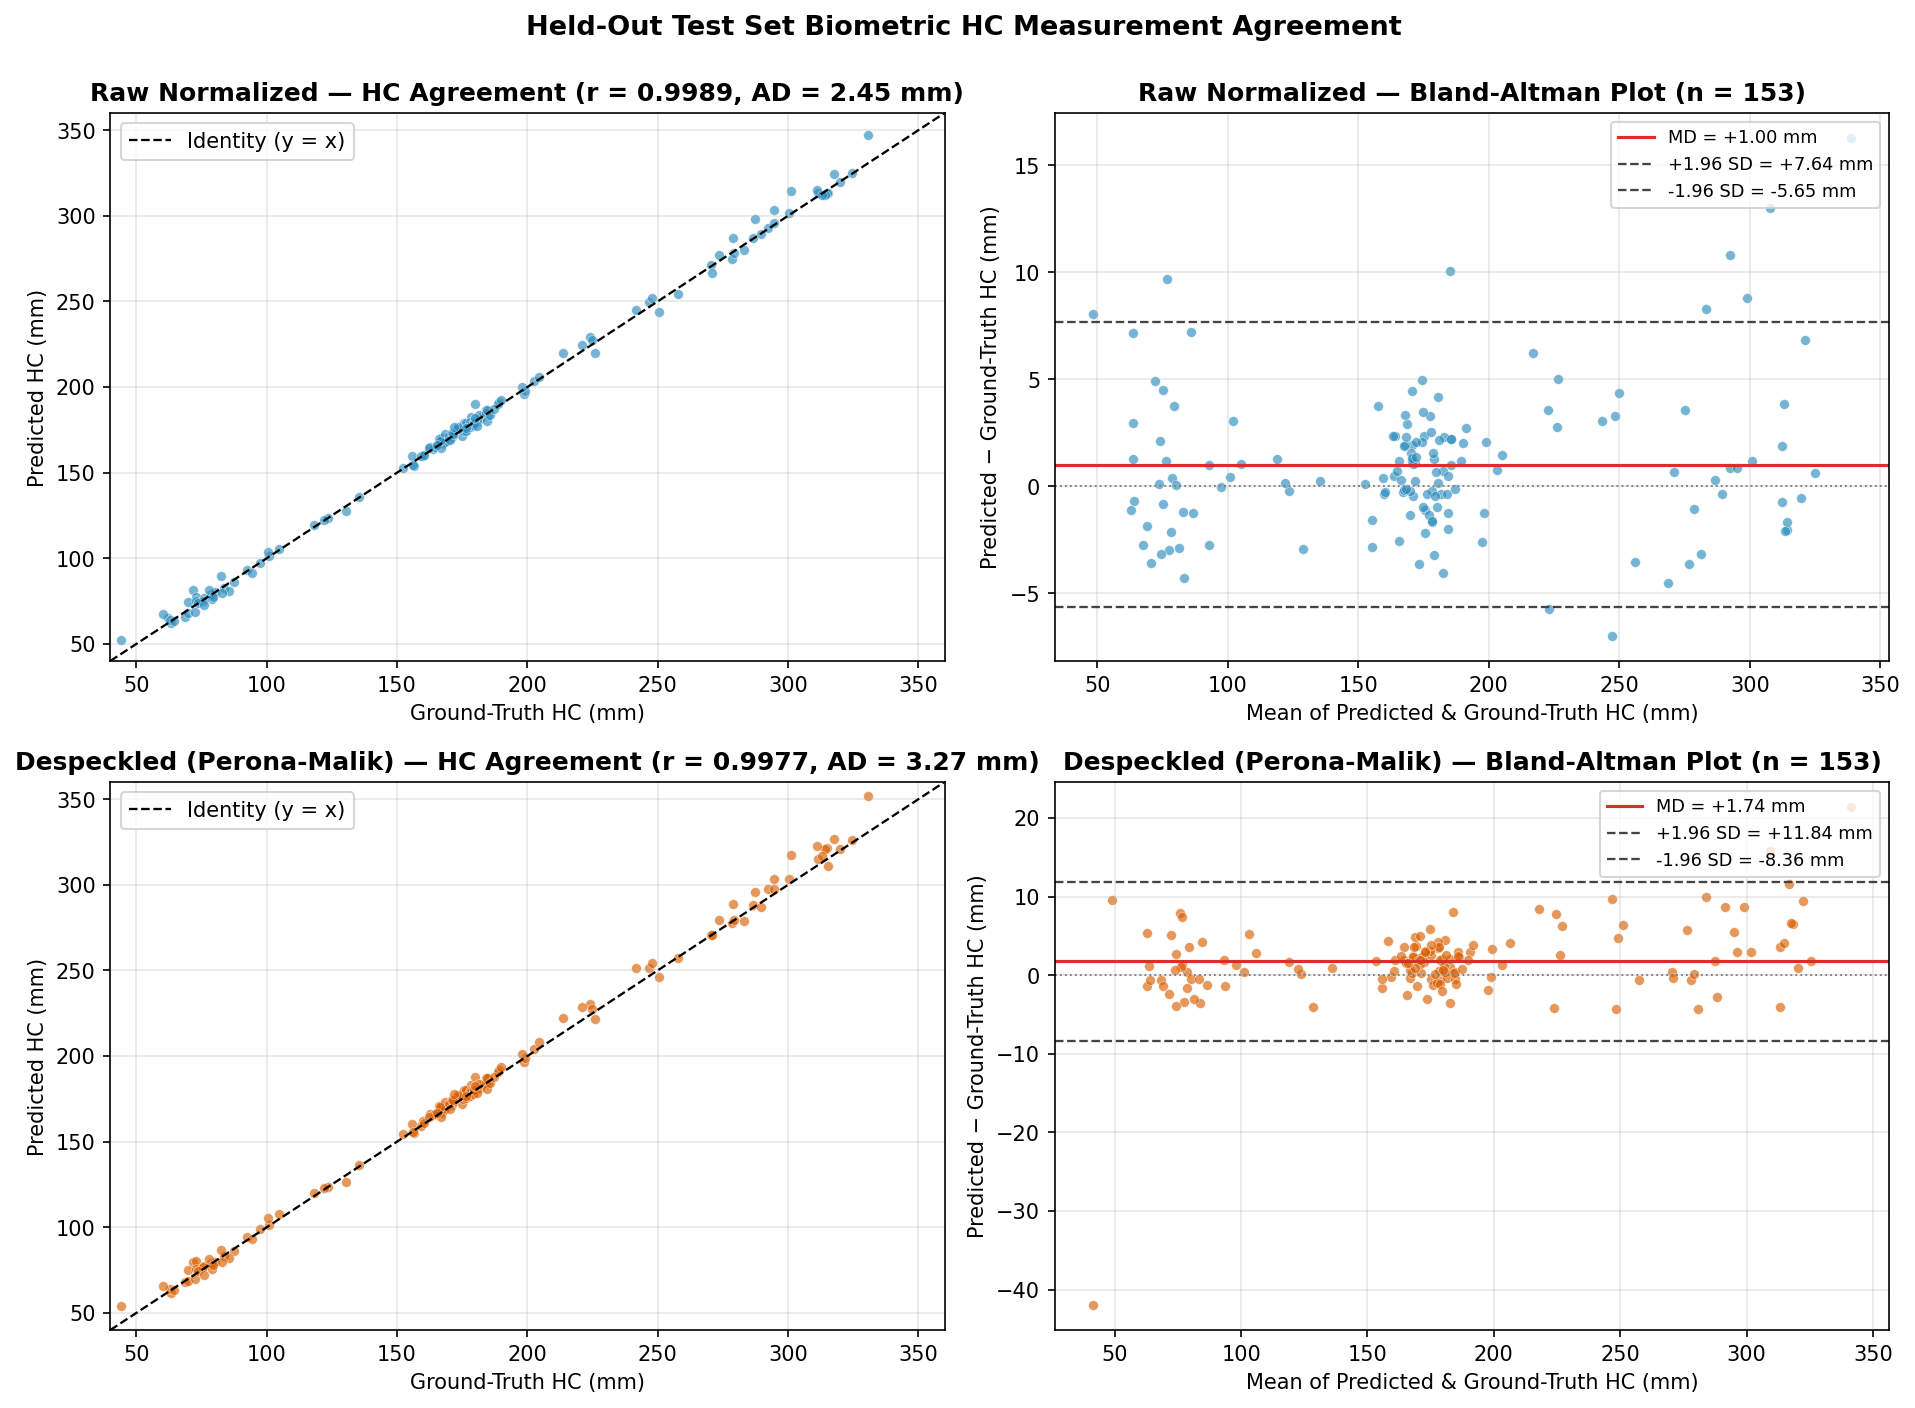 Held-Out Test Set Biometric HC Measurement Agreement
Raw Normalized — HC Agreement (r = 0.9989, AD = 2.45 mm)
Identity (y = x)
350
300
250
200
150
100
50
Predicted HC (mm)
50 100 150 200 250 300 350
Ground-Truth HC (mm)
Raw Normalized — Bland-Altman Plot (n = 153)
MD = +1.00 mm
+1.96 SD = +7.64 mm
-1.96 SD = -5.65 mm
15
10
5
0
−5
Predicted − Ground-Truth HC (mm)
50 100 150 200 250 300 350
Mean of Predicted & Ground-Truth HC (mm)
Despeckled (Perona-Malik) — HC Agreement (r = 0.9977, AD = 3.27 mm)
Identity (y = x)
350
300
250
200
150
100
50
Predicted HC (mm)
50 100 150 200 250 300 350
Ground-Truth HC (mm)
Despeckled (Perona-Malik) — Bland-Altman Plot (n = 153)
MD = +1.74 mm
+1.96 SD = +11.84 mm
-1.96 SD = -8.36 mm
20
10
0
−10
−20
−30
−40
Predicted − Ground-Truth HC (mm)
50 100 150 200 250 300 350
Mean of Predicted & Ground-Truth HC (mm)